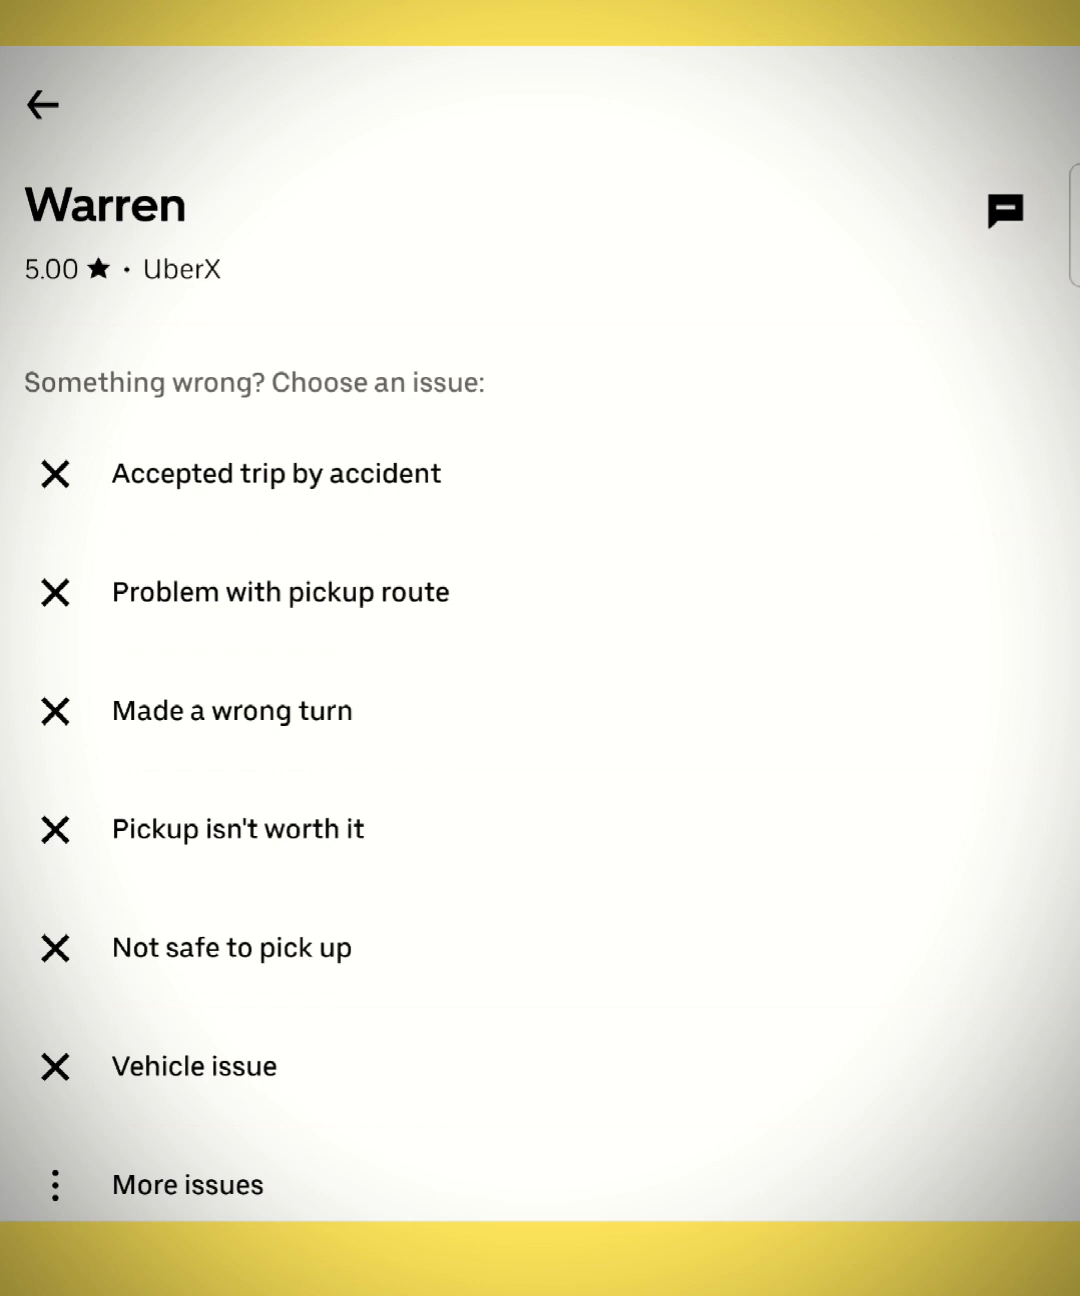 Warren
5.00 ★ · UberX
Something wrong? Choose an issue:
Accepted trip by accident
Problem with pickup route
Made a wrong turn
Pickup isn't worth it
Not safe to pick up
Vehicle issue
More issues